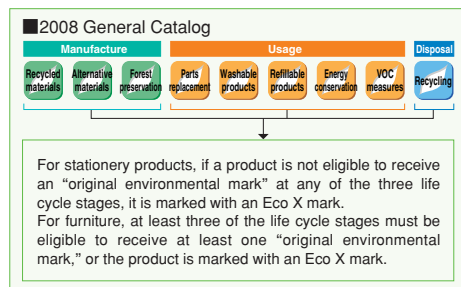 ■2008 General Catalog
Manufacture Usage Disposal
Recycled materials
Alternative materials
Forest preservation
Parts replacement
Washable products
Refillable products
Energy conservation
VOC measures
Recycling
For stationery products, if a product is not eligible to receive
an “original environmental mark” at any of the three life
cycle stages, it is marked with an Eco X mark.
For furniture, at least three of the life cycle stages must be
eligible to receive at least one “original environmental
mark,” or the product is marked with an Eco X mark.